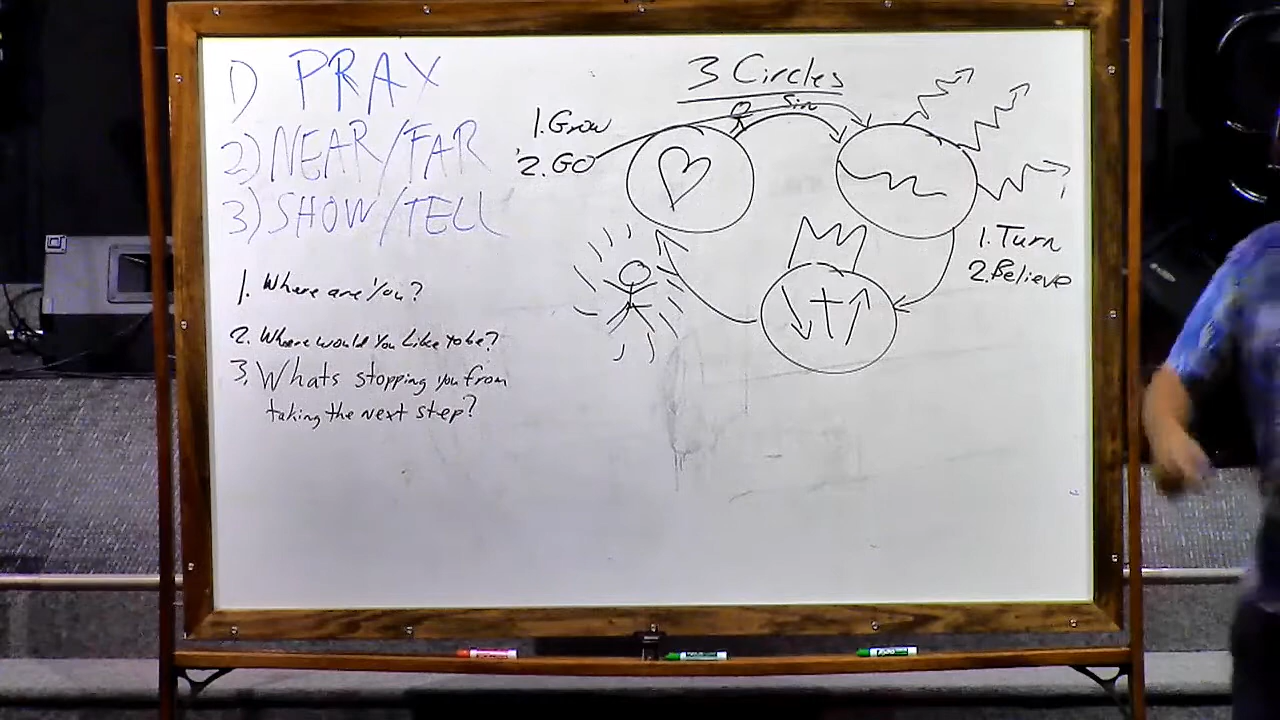 1) PRAY
2) NEAR/FAR
3) SHOW/TELL
1. Where are You?
2. Where would You Like to be?
3. Whats stopping you from
taking the next step?
3 Circles
Sin
1. Grow
2. GO
1. Turn
2. Believe